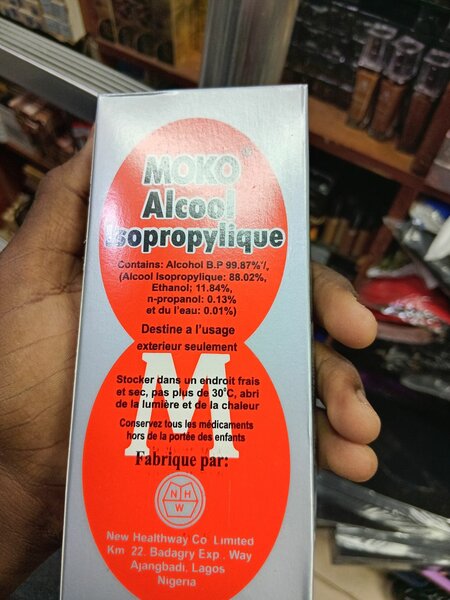 MOKO
Alcool
Isopropylique
Contains: Alcohol B.P 99.87%v/v
(Alcool Isopropylique: 88.02%,
Ethanol; 11.84%,
n-propanol: 0.13%
et du l'eau: 0.01%)
Destine a l'usage
exterieur seulement
M
Stocker dans un endroit frais
et sec, pas plus de 30°C, abri
de la lumière et de la chaleur
Conservez tous les médicaments
hors de la portée des enfants
Fabrique par:
N H
W
New Healthway Co Limited
Km 22. Badagry Exp. Way
Ajangbadi, Lagos
Nigeria